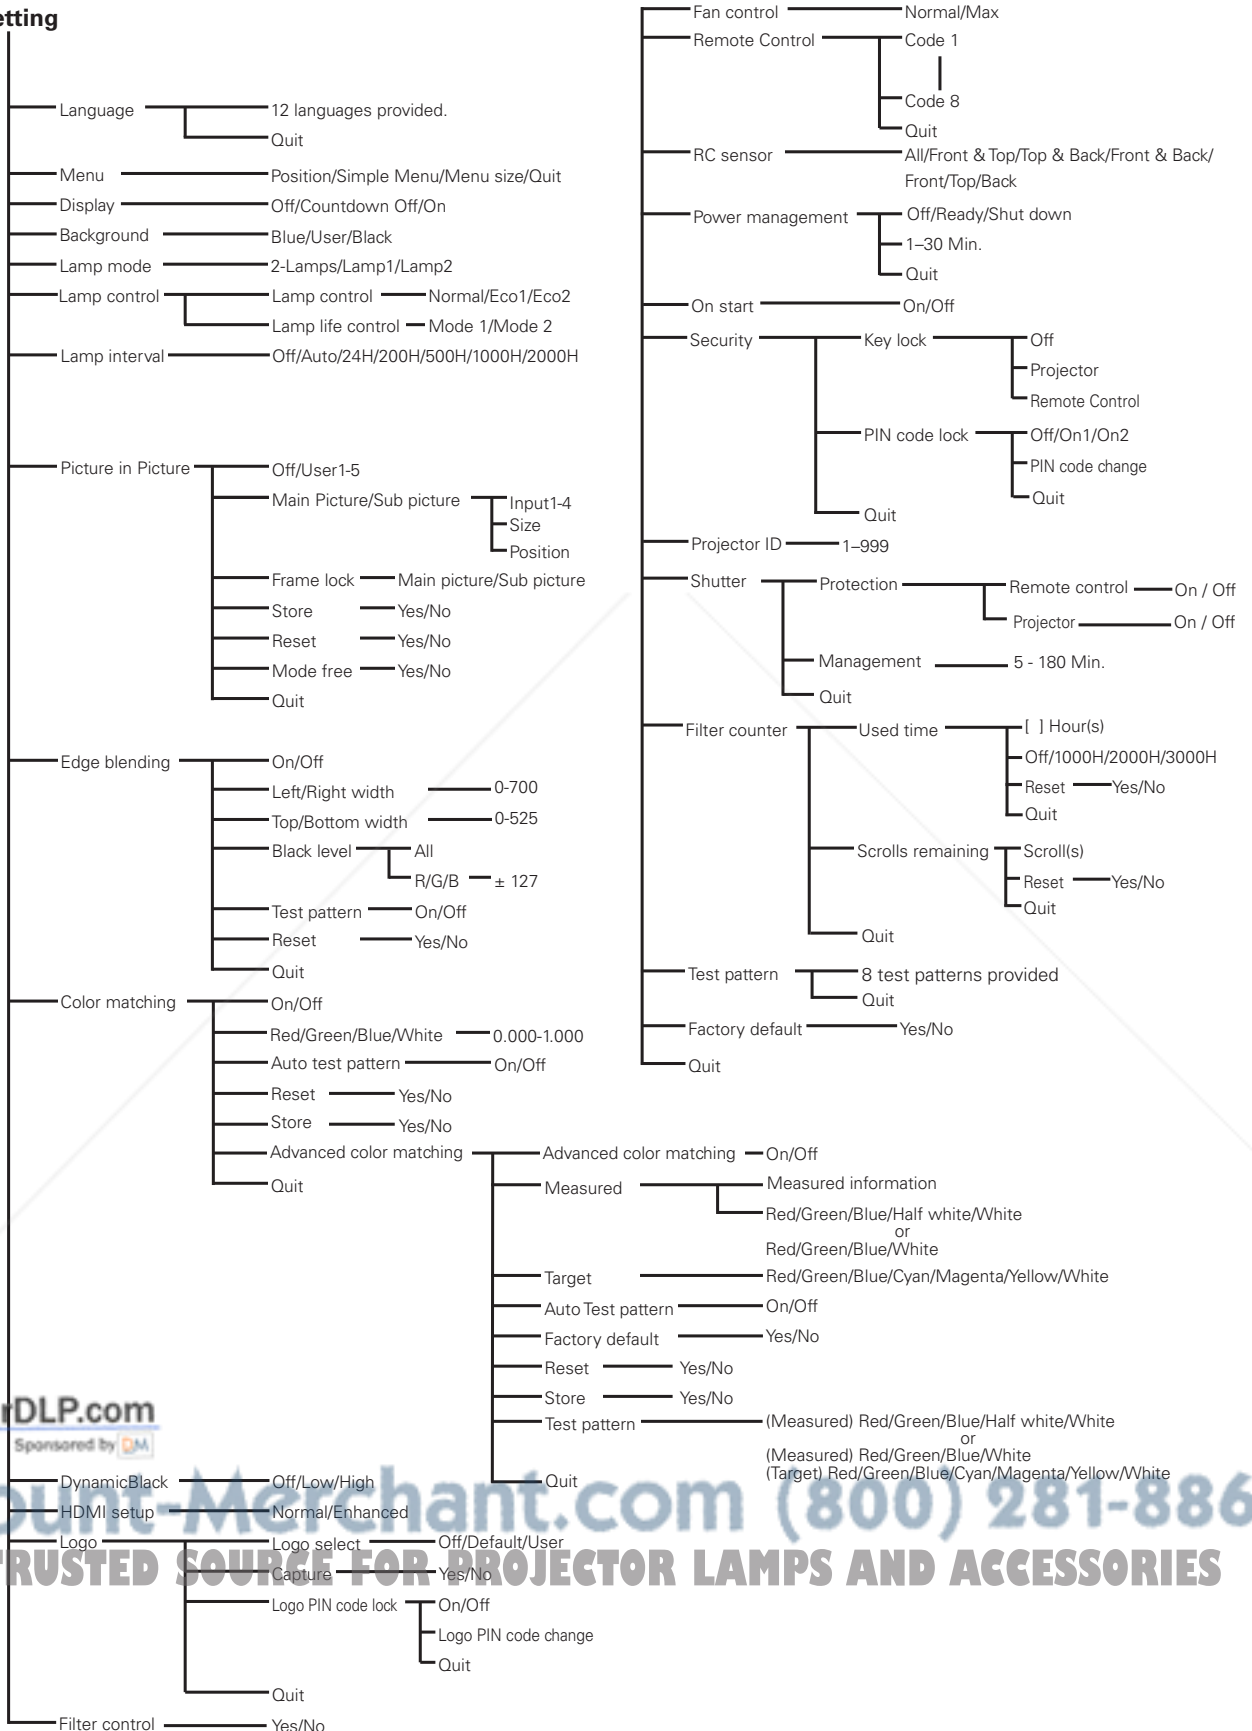 etting
Language 12 languages provided.
Quit
Menu Position/Simple Menu/Menu size/Quit
Display Off/Countdown Off/On
Background Blue/User/Black
Lamp mode 2-Lamps/Lamp1/Lamp2
Lamp control Lamp control Normal/Eco1/Eco2
Lamp life control Mode 1/Mode 2
Lamp interval Off/Auto/24H/200H/500H/1000H/2000H
Picture in Picture Off/User1-5
Main Picture/Sub picture Input1-4
Size
Position
Frame lock Main picture/Sub picture
Store Yes/No
Reset Yes/No
Mode free Yes/No
Quit
Edge blending On/Off
Left/Right width 0-700
Top/Bottom width 0-525
Black level All
R/G/B ± 127
Test pattern On/Off
Reset Yes/No
Quit
Color matching On/Off
Red/Green/Blue/White 0.000-1.000
Auto test pattern On/Off
Reset Yes/No
Store Yes/No
Advanced color matching Advanced color matching On/Off
Quit
Measured Measured information
Red/Green/Blue/Half white/White
or
Red/Green/Blue/White
Target Red/Green/Blue/Cyan/Magenta/Yellow/White
Auto Test pattern On/Off
Factory default Yes/No
Reset Yes/No
Store Yes/No
Test pattern (Measured) Red/Green/Blue/Half white/White
or
(Measured) Red/Green/Blue/White
(Target) Red/Green/Blue/Cyan/Magenta/Yellow/White
Quit
DynamicBlack Off/Low/High
HDMI setup Normal/Enhanced
Logo Logo select Off/Default/User
Capture Yes/No
Logo PIN code lock On/Off
Logo PIN code change
Quit
Quit
Filter control Yes/No
Fan control Normal/Max
Remote Control Code 1
Code 8
Quit
RC sensor All/Front & Top/Top & Back/Front & Back/
Front/Top/Back
Power management Off/Ready/Shut down
1–30 Min.
Quit
On start On/Off
Security Key lock Off
Projector
Remote Control
PIN code lock Off/On1/On2
PIN code change
Quit
Quit
Projector ID 1–999
Shutter Protection Remote control On / Off
Projector On / Off
Management 5 - 180 Min.
Quit
Filter counter Used time [ ] Hour(s)
Off/1000H/2000H/3000H
Reset Yes/No
Quit
Scrolls remaining Scroll(s)
Reset Yes/No
Quit
Quit
Test pattern 8 test patterns provided
Quit
Factory default Yes/No
Quit
rDLP.com
Sponsored by DM
ount-Merchant.com (800) 281-886
RUSTED SOURCE FOR PROJECTOR LAMPS AND ACCESSORIES